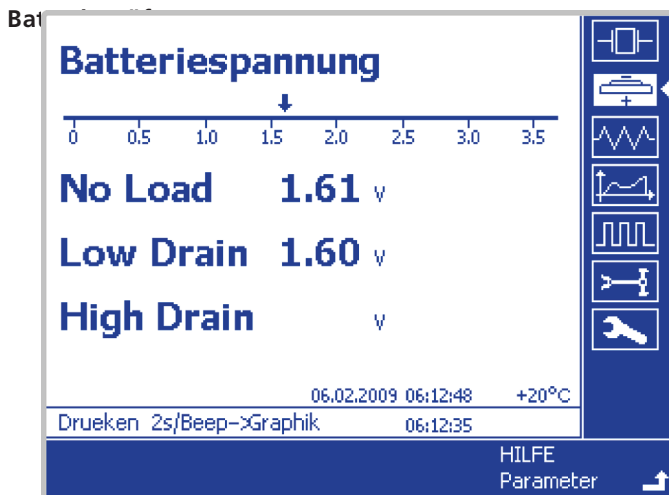 Batteriespannung
0 0.5 1.0 1.5 2.0 2.5 3.0 3.5
No Load 1.61 V
Low Drain 1.60 V
High Drain V
06.02.2009 06:12:48 +20°C
Drueken 2s/Beep->Graphik 06:12:35
HILFE
Parameter